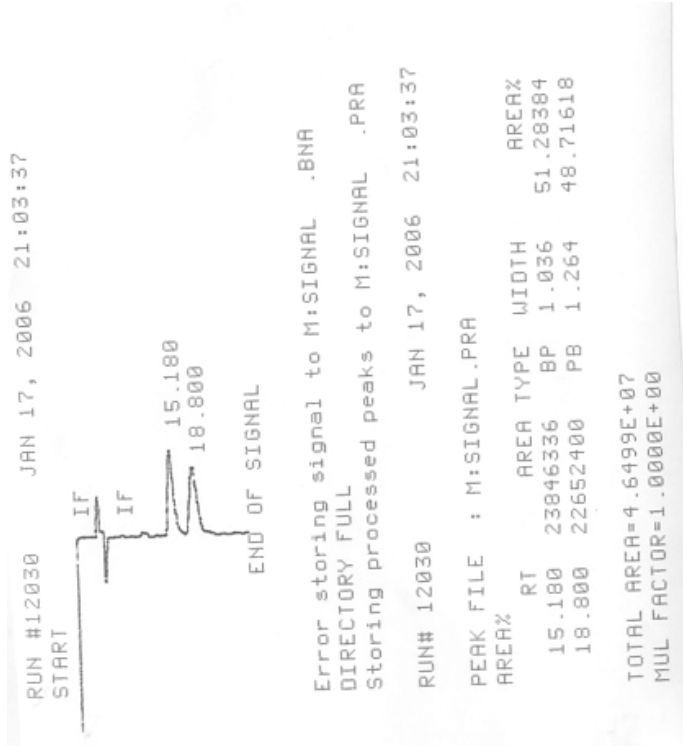 RUN #12030 JAN 17, 2006 21:03:37
START
IF
IF
15.180
18.800
END OF SIGNAL
Error storing signal to M:SIGNAL .BNA
DIRECTORY FULL
Storing processed peaks to M:SIGNAL .PRA
RUN# 12030 JAN 17, 2006 21:03:37
PEAK FILE : M:SIGNAL.PRA
AREA%
RT AREA TYPE WIDTH AREA%
15.180 23846336 BP 1.036 51.28384
18.800 22652400 PB 1.264 48.71618
TOTAL AREA=4.6499E+07
MUL FACTOR=1.0000E+00